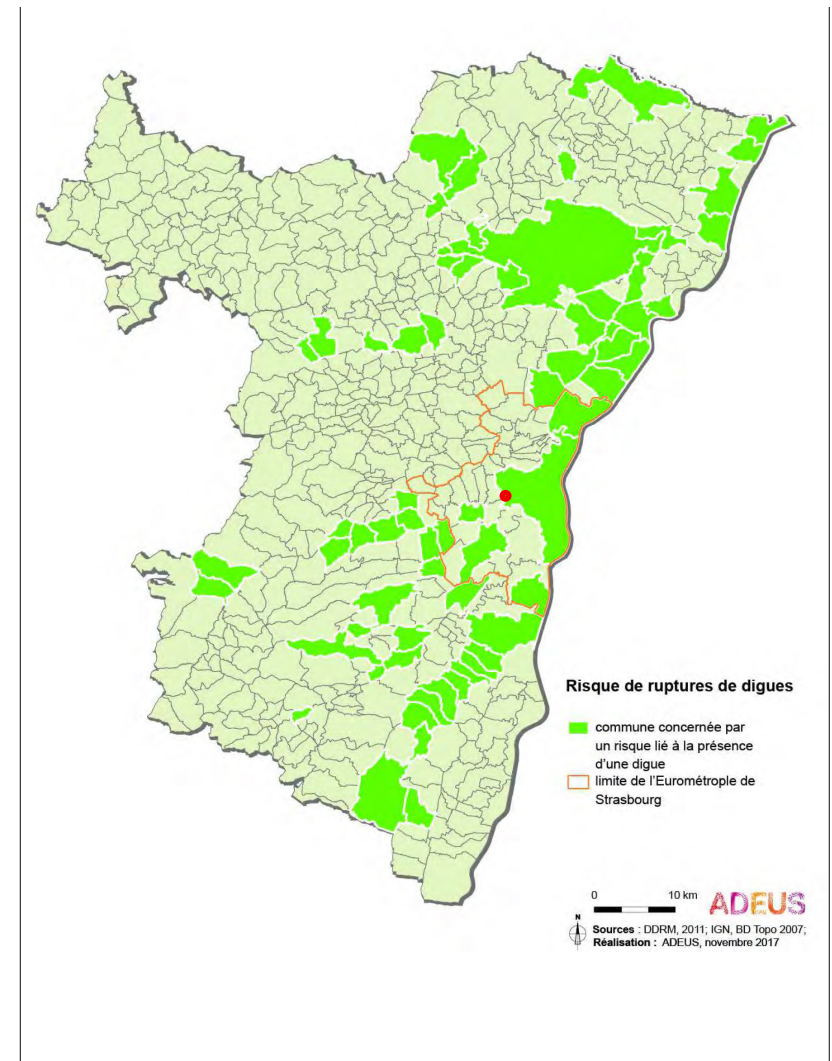 Risque de ruptures de digues
commune concernée par
un risque lié à la présence
d'une digue
limite de l'Eurométrople de
Strasbourg
0 10 km
ADEUS
N
Sources : DDRM, 2011; IGN, BD Topo 2007;
Réalisation : ADEUS, novembre 2017